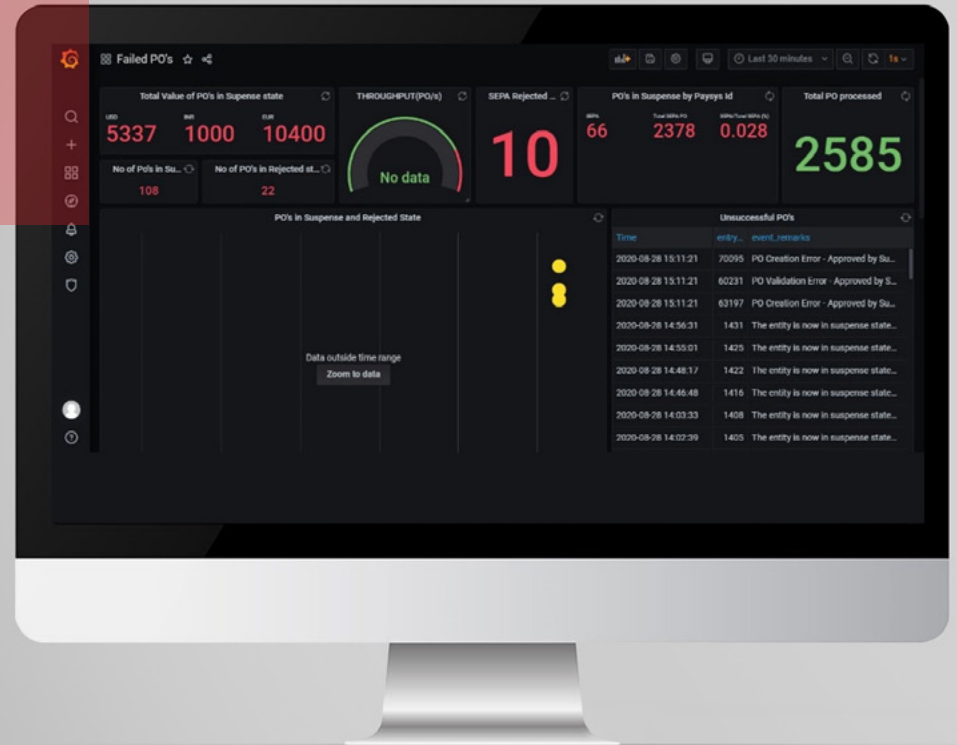 Failed PO's
Last 30 minutes
1s
Total Value of PO's in Supense state
THROUGHPUT(PO/s)
SEPA Rejected ...
PO's in Suspense by Paysys Id
Total PO processed
USD
INR
EUR
5337
1000
10400
No data
10
SEPA
Total SEPA PO
SEPA/Total SEPA (%)
66
2378
0.028
2585
No of Po's in Su...
No of PO's in Rejected st...
108
22
PO's in Suspense and Rejected State
Data outside time range
Zoom to data
Unsuccessful PO's
Time entry... event_remarks
2020-08-28 15:11:21 70095 PO Creation Error - Approved by Su...
2020-08-28 15:11:21 60231 PO Validation Error - Approved by S...
2020-08-28 15:11:21 63197 PO Creation Error - Approved by Su...
2020-08-28 14:56:31 1431 The entity is now in suspense state...
2020-08-28 14:55:01 1425 The entity is now in suspense state...
2020-08-28 14:48:17 1422 The entity is now in suspense state...
2020-08-28 14:46:48 1416 The entity is now in suspense state...
2020-08-28 14:03:33 1408 The entity is now in suspense state...
2020-08-28 14:02:39 1405 The entity is now in suspense state...